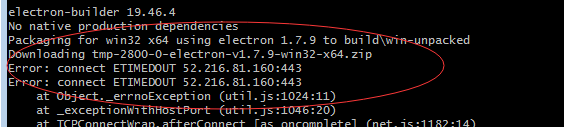 electron-builder 19.46.4
No native production dependencies
Packaging for win32 x64 using electron 1.7.9 to build\win-unpacked
Downloading tmp-2800-0-electron-v1.7.9-win32-x64.zip
Error: connect ETIMEDOUT 52.216.81.160:443
Error: connect ETIMEDOUT 52.216.81.160:443
at Object._errnoException (util.js:1024:11)
at _exceptionWithHostPort (util.js:1046:20)
at TCPConnectWrap.afterConnect [as oncomplete] (net.js:1182:14)